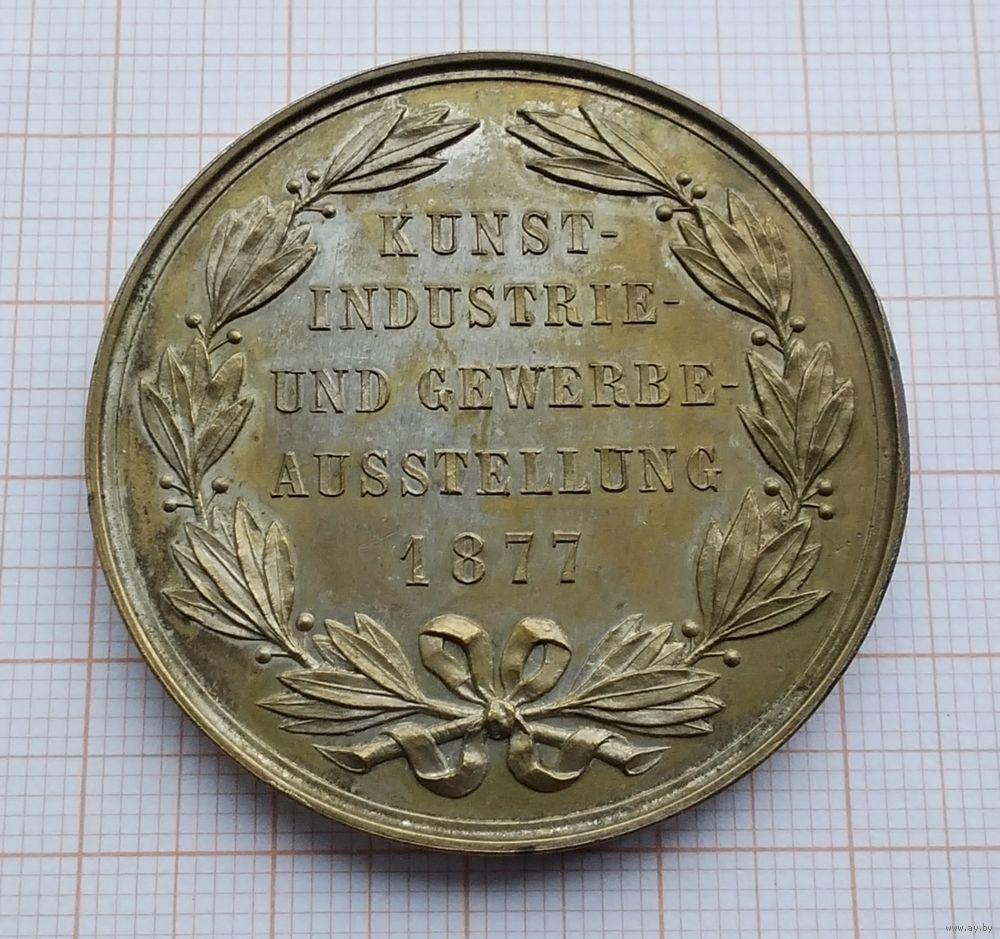 KUNST-
INDUSTRIE-
UND GEWERBE-
AUSSTELLUNG
1877
www.ay.by